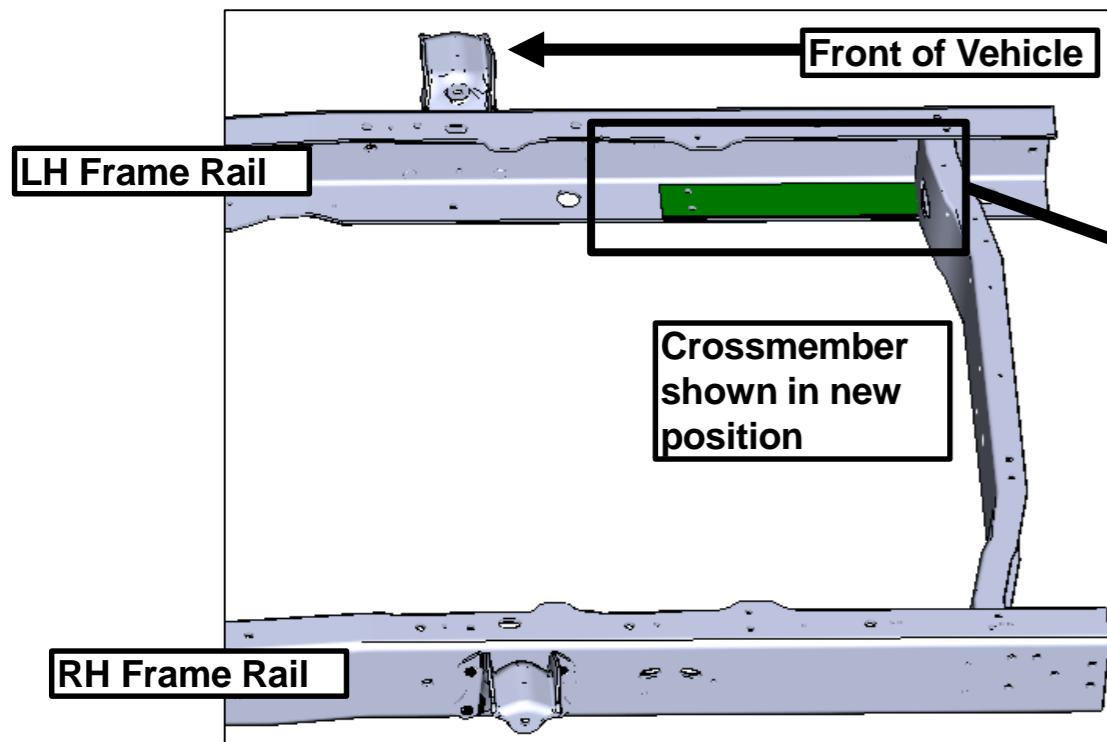 Front of Vehicle
LH Frame Rail
Crossmember
shown in new
position
RH Frame Rail